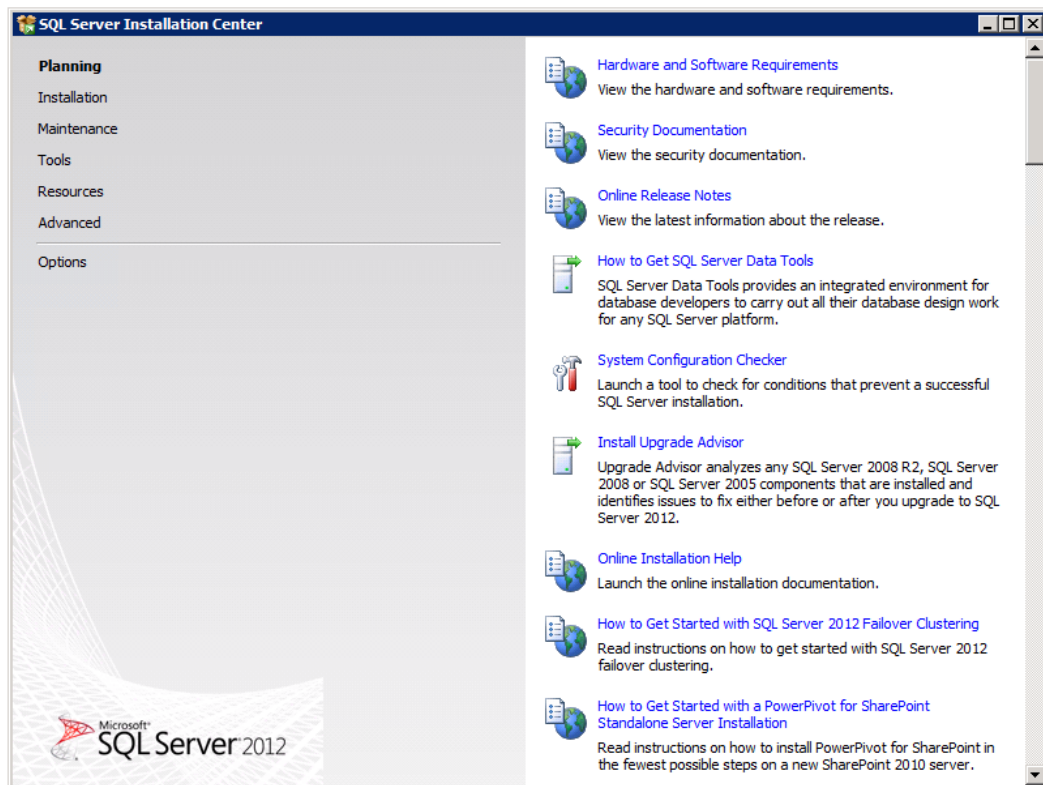 SQL Server Installation Center
Planning
Installation
Maintenance
Tools
Resources
Advanced
Options
Hardware and Software Requirements
View the hardware and software requirements.
Security Documentation
View the security documentation.
Online Release Notes
View the latest information about the release.
How to Get SQL Server Data Tools
SQL Server Data Tools provides an integrated environment for
database developers to carry out all their database design work
for any SQL Server platform.
System Configuration Checker
Launch a tool to check for conditions that prevent a successful
SQL Server installation.
Install Upgrade Advisor
Upgrade Advisor analyzes any SQL Server 2008 R2, SQL Server
2008 or SQL Server 2005 components that are installed and
identifies issues to fix either before or after you upgrade to SQL
Server 2012.
Online Installation Help
Launch the online installation documentation.
How to Get Started with SQL Server 2012 Failover Clustering
Read instructions on how to get started with SQL Server 2012
failover clustering.
How to Get Started with a PowerPivot for SharePoint
Standalone Server Installation
Read instructions on how to install PowerPivot for SharePoint in
the fewest possible steps on a new SharePoint 2010 server.
Microsoft
SQL Server 2012